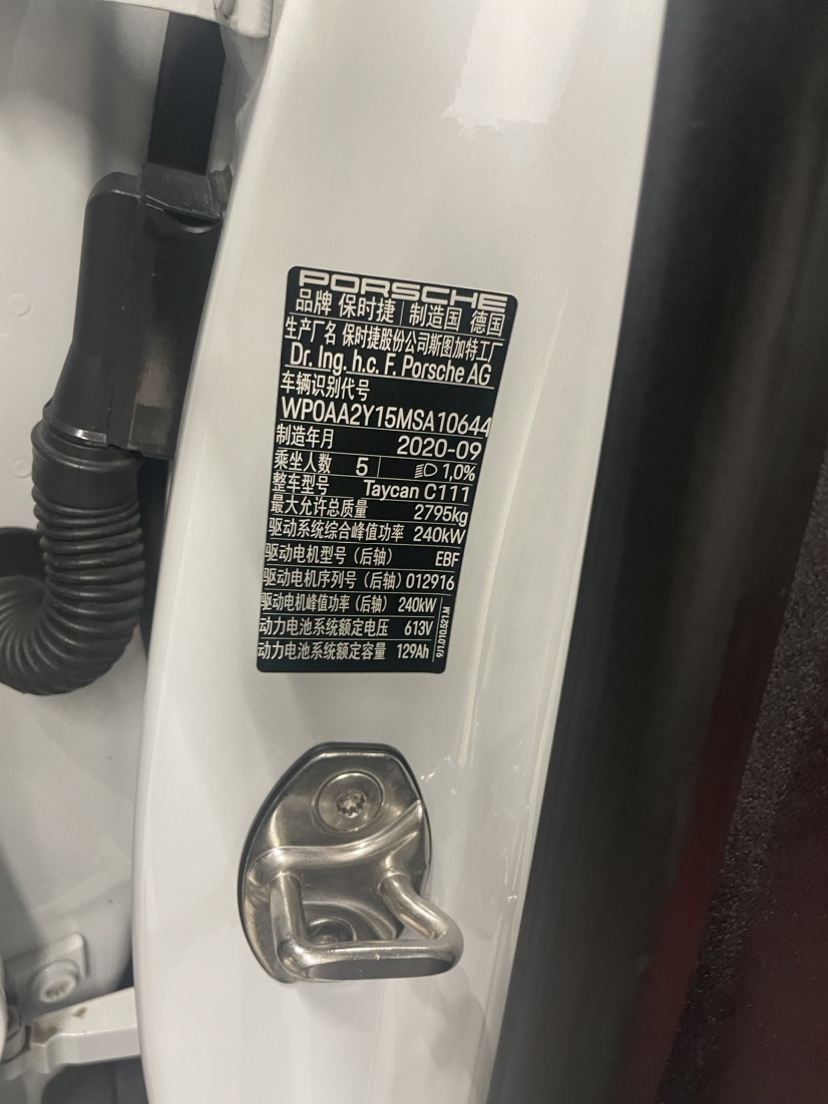 PORSCHE
品牌 保时捷 制造国 德国
生产厂名 保时捷股份公司斯图加特工厂
Dr. Ing. h.c. F. Porsche AG
车辆识别代号
WP0AA2Y15MSA10644
制造年月 2020-09
乘坐人数 5 1,0%
整车型号 Taycan C111
最大允许总质量 2795kg
驱动系统综合峰值功率 240kW
驱动电机型号（后轴） EBF
驱动电机序列号（后轴）012916
驱动电机峰值功率（后轴） 240kW
动力电池系统额定电压 613V
动力电池系统额定容量 129Ah
9J1.010.521.M